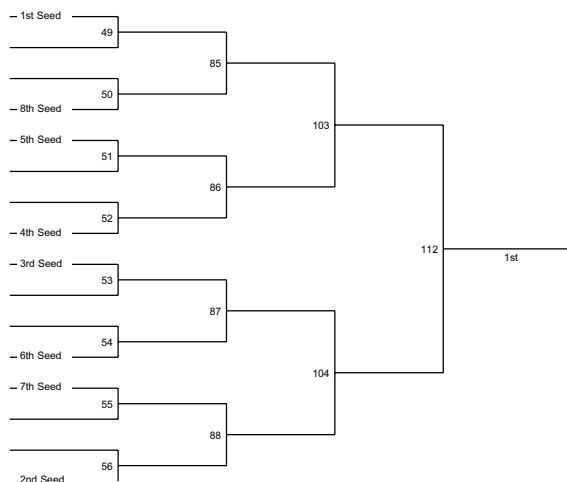 1st Seed
49
85
50
8th Seed
103
5th Seed
51
86
52
4th Seed
112
1st
3rd Seed
53
87
54
6th Seed
104
7th Seed
55
88
56
2nd Seed